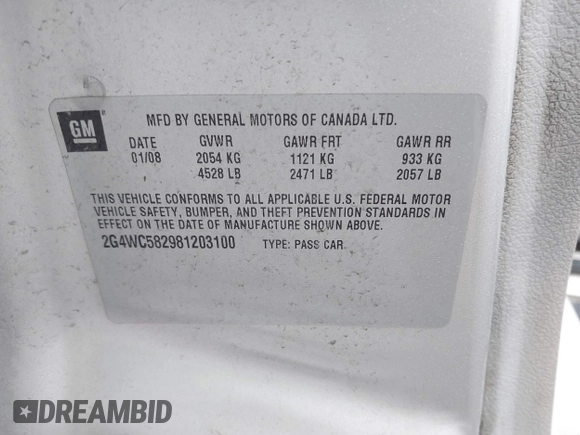 GM
MFD BY GENERAL MOTORS OF CANADA LTD.
DATE GVWR GAWR FRT GAWR RR
01/08 2054 KG 1121 KG 933 KG
, 4528 LB 2471 LB 2057 LB
THIS VEHICLE CONFORMS TO ALL APPLICABLE U.S. FEDERAL MOTOR
VEHICLE SAFETY, BUMPER, AND THEFT PREVENTION STANDARDS IN
EFFECT ON THE DATE OF MANUFACTURE SHOWN ABOVE.
2G4WC582981203100 TYPE: PASS CAR
DREAMBID